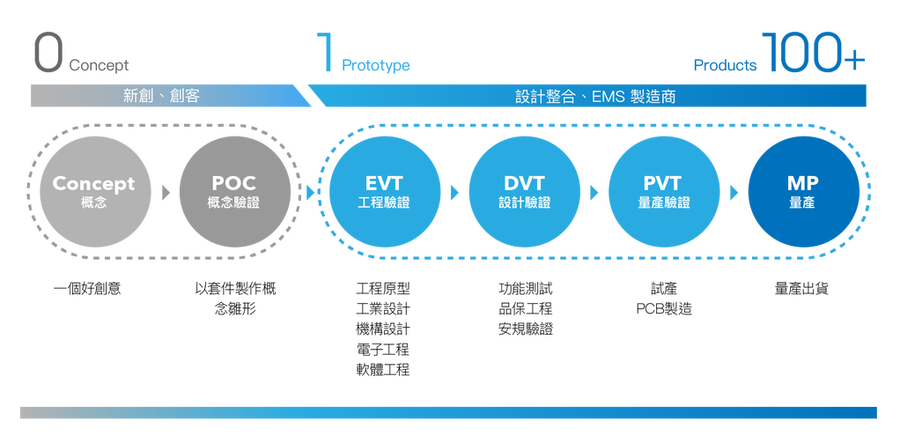 0 Concept
1 Prototype
Products 100+
新創、創客
設計整合、EMS 製造商
Concept
概念
POC
概念驗證
EVT
工程驗證
DVT
設計驗證
PVT
量產驗證
MP
量產
一個好創意
以套件製作概
念雛形
工程原型
工業設計
機構設計
電子工程
軟體工程
功能測試
品保工程
安規驗證
試產
PCB製造
量產出貨